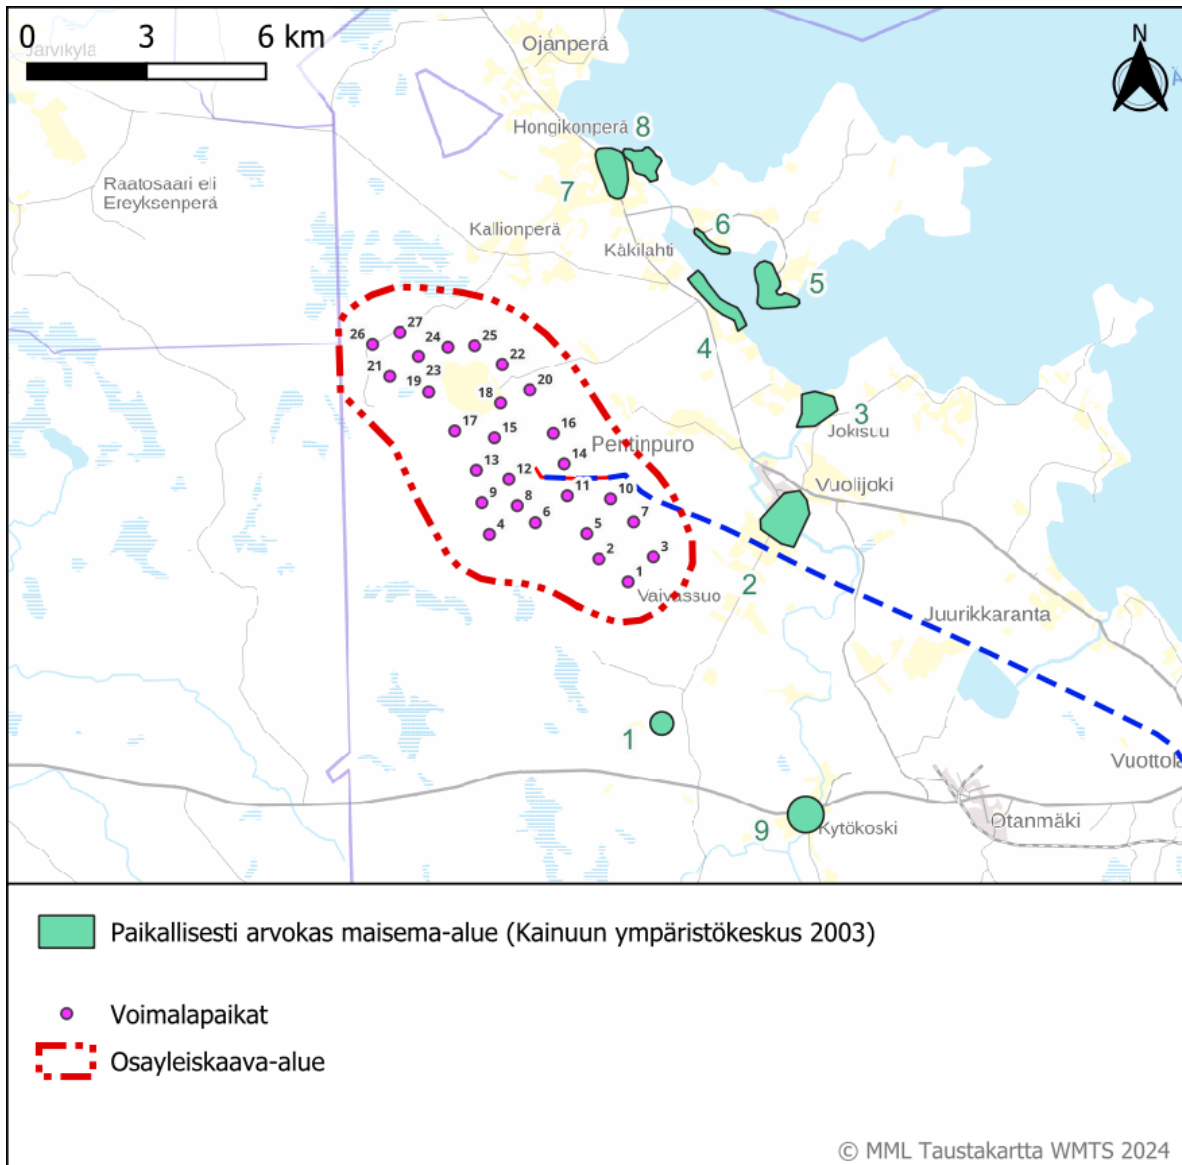 0 3 6 km
Järvikylä
Ojanperä
N
Hongikonperä
8
7
Raatosaari eli
Ereyksenperä
Kallionperä
6
Käkilahti
5
4
27
26
24
25
22
21
23
19
20
18
3
Jokisuu
17
15
16
Pentinpuro
14
13
12
Vuolijoki
9
8
11
10
6
7
4
5
2
3
1
Vaivassuo
2
Juurikkaranta
1
Vuottola
9
Kytökoski
Otanmäki
Paikallisesti arvokas maisema-alue (Kainuun ympäristökeskus 2003)
Voimalapaikat
Osayleiskaava-alue
© MML Taustakartta WMTS 2024